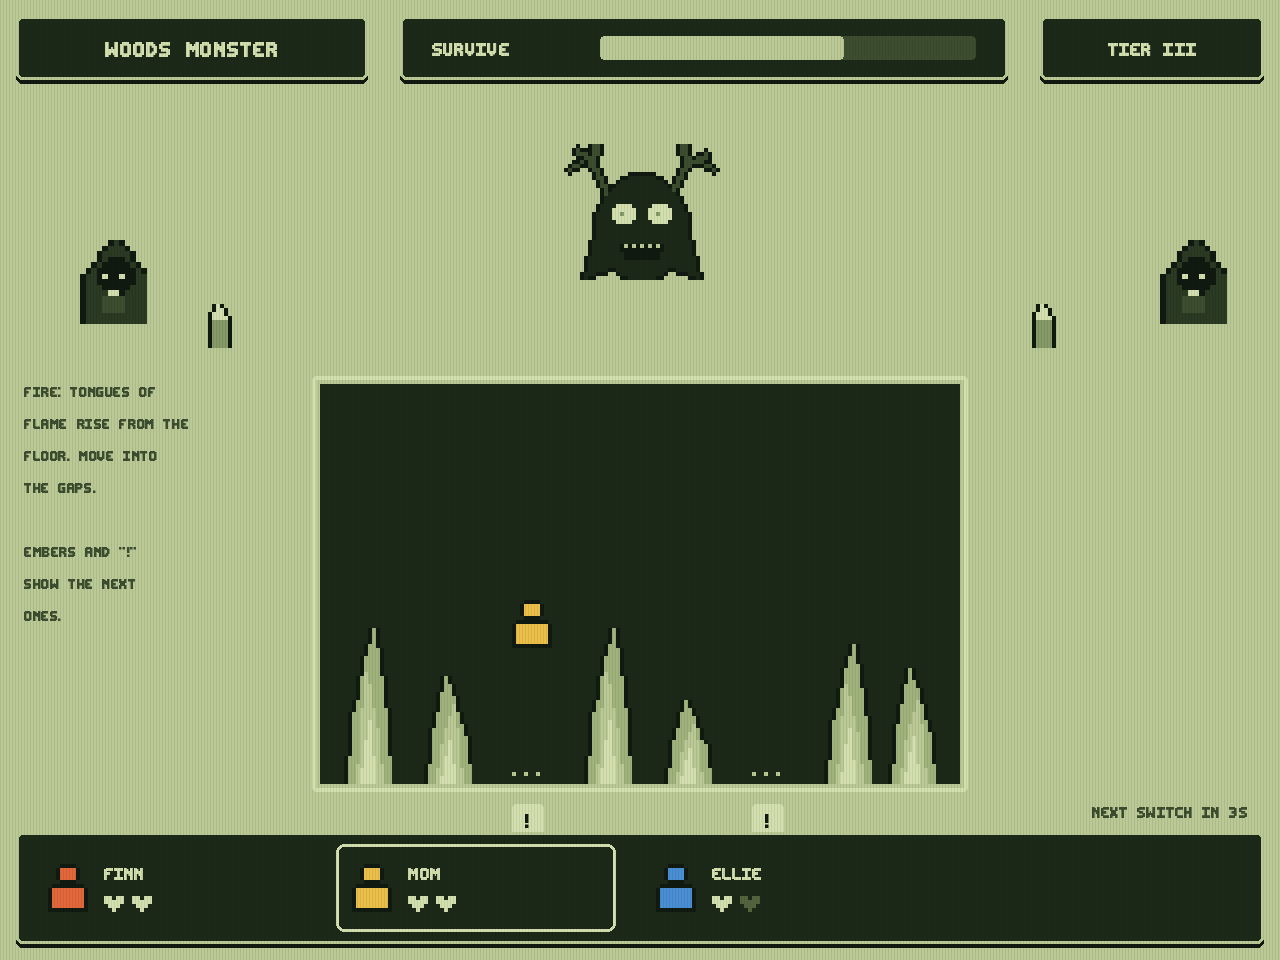 WOODS MONSTER
SURVIVE
TIER III
FIRE: TONGUES OF
FLAME RISE FROM THE
FLOOR. MOVE INTO
THE GAPS.
EMBERS AND "!"
SHOW THE NEXT
ONES.
! !
NEXT SWITCH IN 3S
FINN
MOM
ELLIE